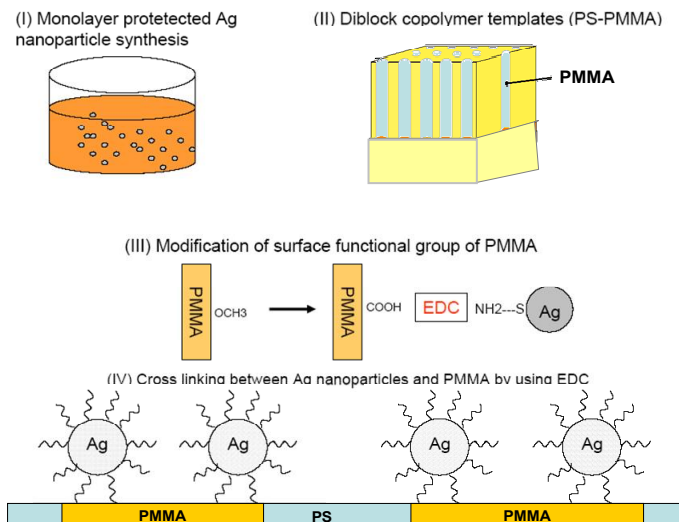 (I) Monolayer protetected Ag
nanoparticle synthesis
(II) Diblock copolymer templates (PS-PMMA)
PMMA
(III) Modification of surface functional group of PMMA
PMMA
OCH3
PMMA
COOH
EDC
NH2---S
Ag
(IV) Cross linking between Ag nanoparticles and PMMA by using EDC
Ag
Ag
Ag
Ag
PMMA
PS
PMMA